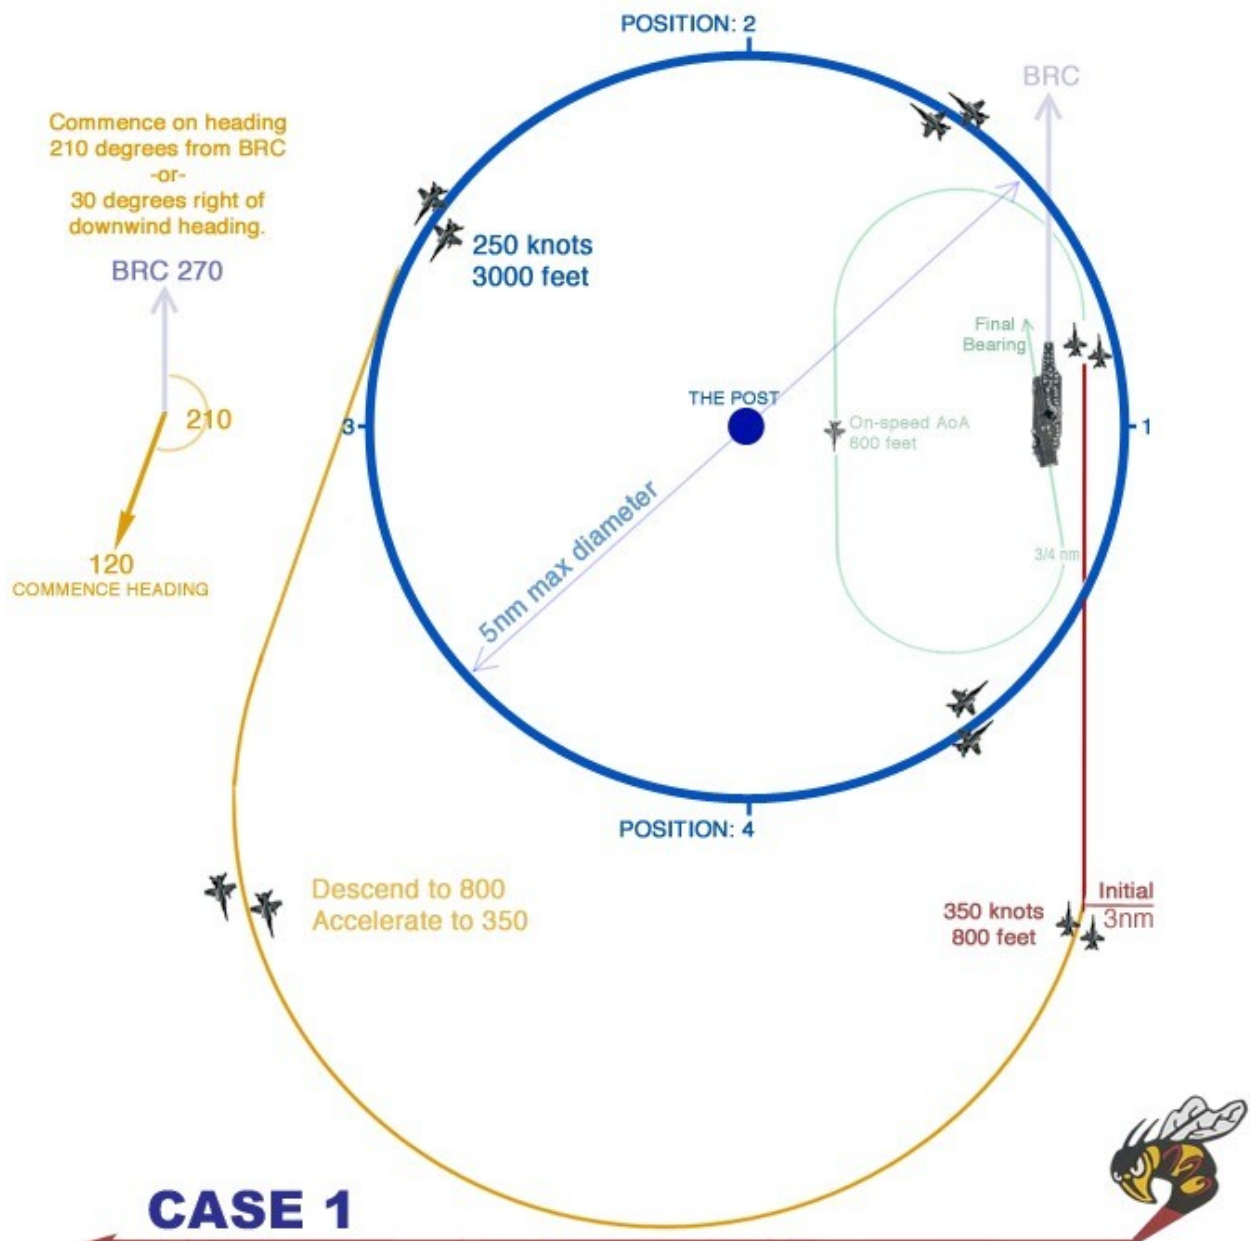 POSITION: 2
BRC
Commence on heading
210 degrees from BRC
-or-
30 degrees right of
downwind heading.
BRC 270
210
120
COMMENCE HEADING
250 knots
3000 feet
Final
Bearing
THE POST
On-speed AoA
600 feet
3
1
5nm max diameter
3/4 nm
POSITION: 4
Descend to 800
Accelerate to 350
350 knots
800 feet
Initial
3nm
CASE 1